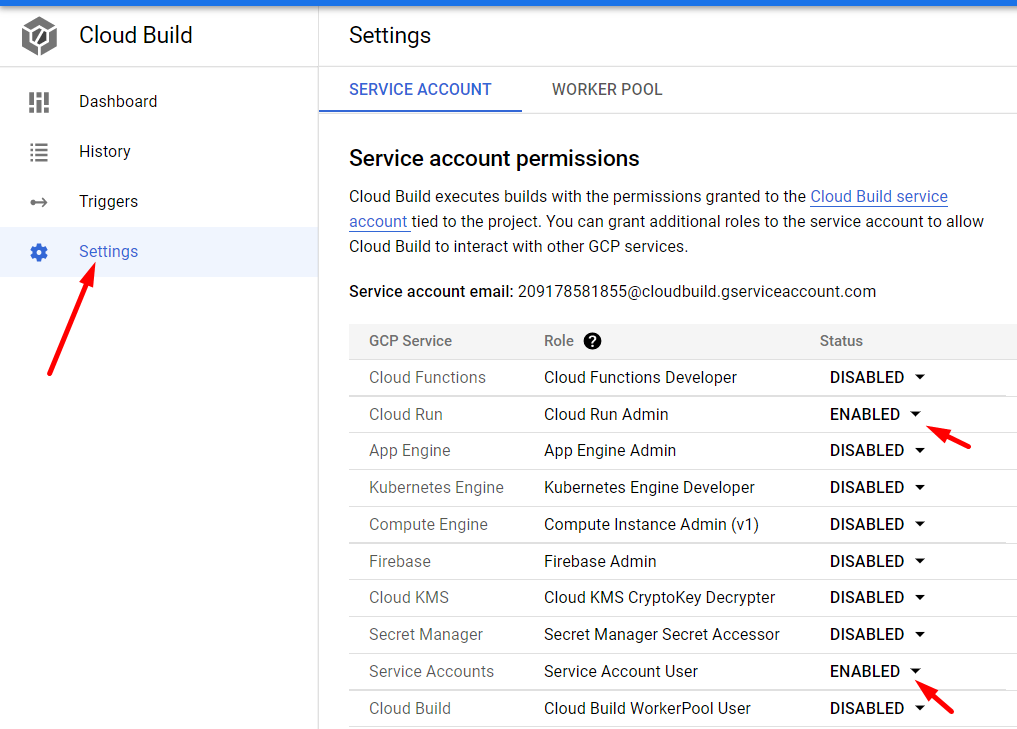 Cloud Build
Settings
Dashboard
History
Triggers
Settings
SERVICE ACCOUNT WORKER POOL
Service account permissions
Cloud Build executes builds with the permissions granted to the Cloud Build service
account tied to the project. You can grant additional roles to the service account to allow
Cloud Build to interact with other GCP services.
Service account email: 209178581855@cloudbuild.gserviceaccount.com
GCP Service Role ? Status
Cloud Functions Cloud Functions Developer DISABLED
Cloud Run Cloud Run Admin ENABLED
App Engine App Engine Admin DISABLED
Kubernetes Engine Kubernetes Engine Developer DISABLED
Compute Engine Compute Instance Admin (v1) DISABLED
Firebase Firebase Admin DISABLED
Cloud KMS Cloud KMS CryptoKey Decrypter DISABLED
Secret Manager Secret Manager Secret Accessor DISABLED
Service Accounts Service Account User ENABLED
Cloud Build Cloud Build WorkerPool User DISABLED